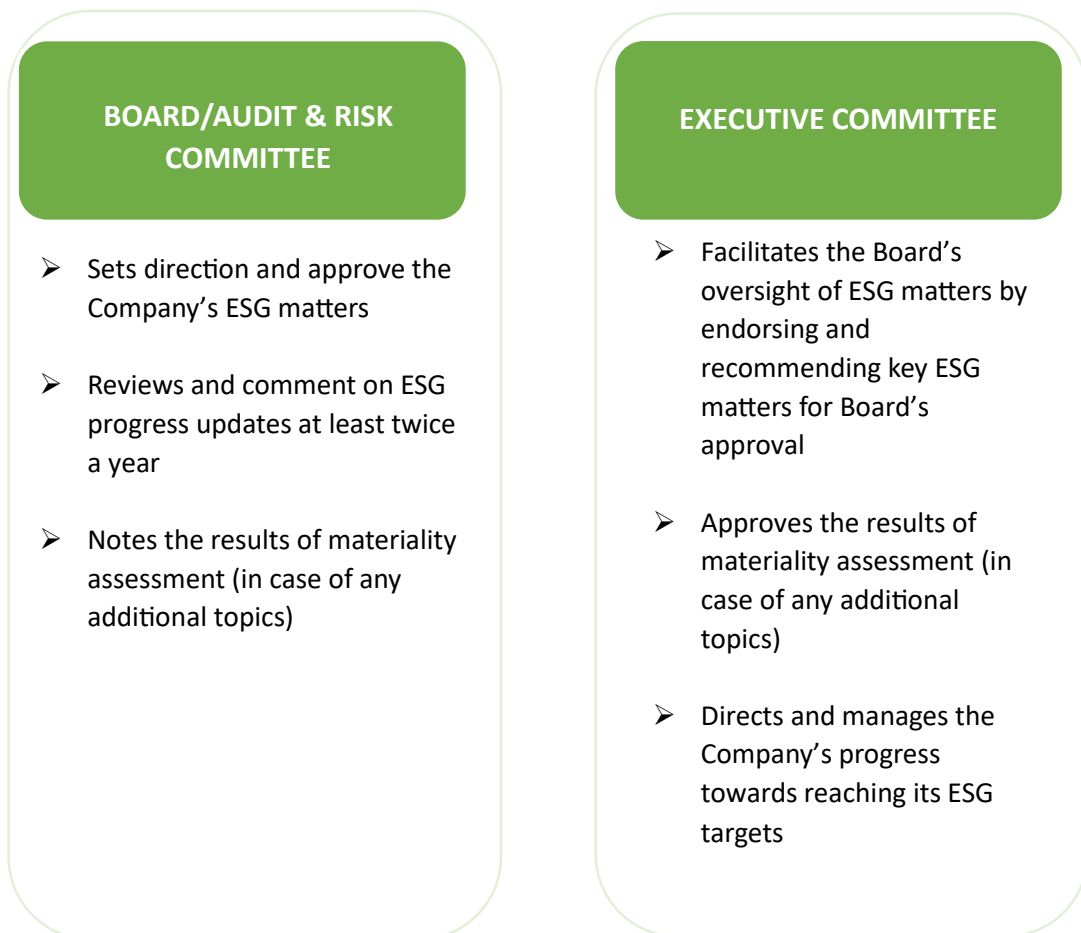 BOARD/AUDIT & RISK
COMMITTEE
➢ Sets direction and approve the
Company’s ESG matters
➢ Reviews and comment on ESG
progress updates at least twice
a year
➢ Notes the results of materiality
assessment (in case of any
additional topics)
EXECUTIVE COMMITTEE
➢ Facilitates the Board’s
oversight of ESG matters by
endorsing and
recommending key ESG
matters for Board’s
approval
➢ Approves the results of
materiality assessment (in
case of any additional
topics)
➢ Directs and manages the
Company’s progress
towards reaching its ESG
targets